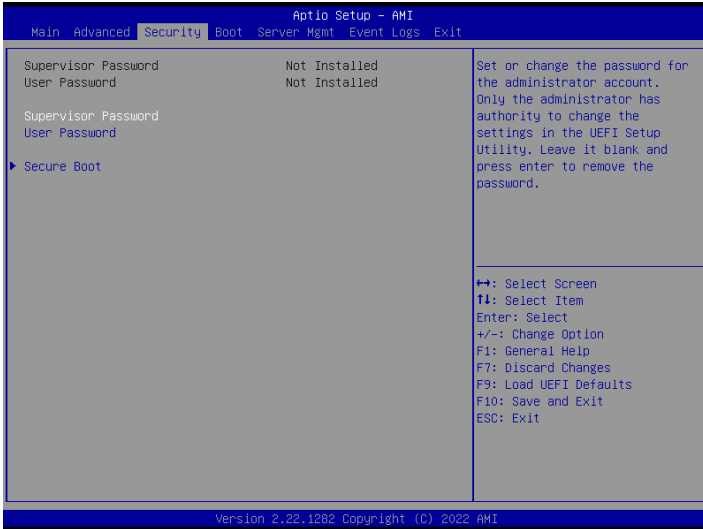 Aptio Setup - AMI
Main Advanced Security Boot Server Mgmt Event Logs Exit
Supervisor Password Not Installed
User Password Not Installed
Supervisor Password
User Password
Secure Boot
Set or change the password for
the administrator account.
Only the administrator has
authority to change the
settings in the UEFI Setup
Utility. Leave it blank and
press enter to remove the
password.
↔: Select Screen
↑↓: Select Item
Enter: Select
+/-: Change Option
F1: General Help
F7: Discard Changes
F9: Load UEFI Defaults
F10: Save and Exit
ESC: Exit
Version 2.22.1282 Copyright (C) 2022 AMI